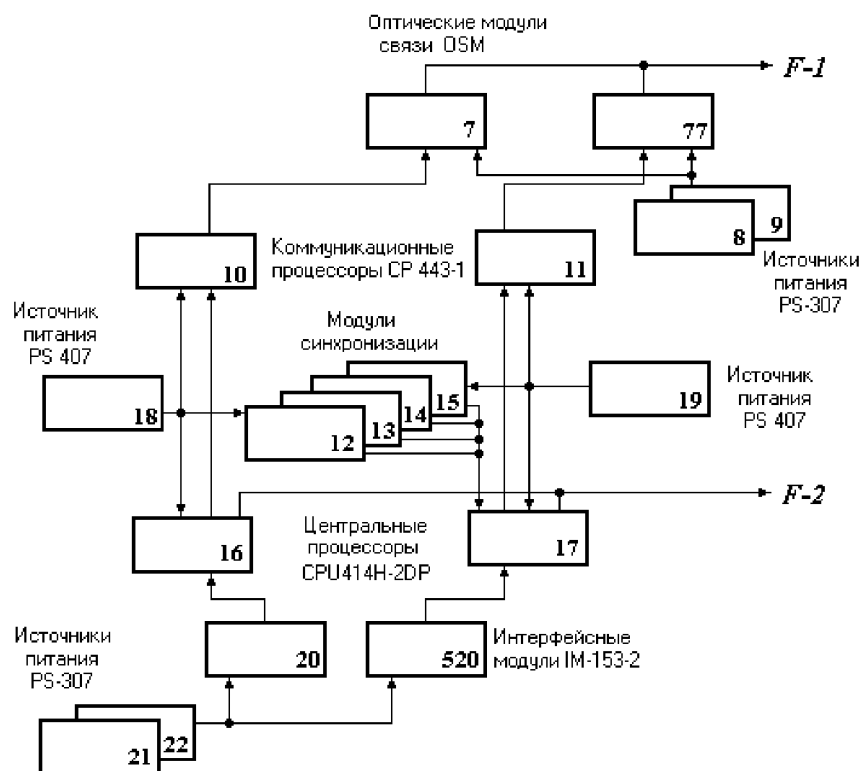 Оптические модули
связи OSM
F-1
7
77
8
9
Источники
питания
PS-307
10
Коммуникационные
процессоры CP 443-1
11
Источник
питания
PS 407
18
Модули
синхронизации
12
13
14
15
19
Источник
питания
PS 407
F-2
16
Центральные
процессоры
CPU414H-2DP
17
Источники
питания
PS-307
20
520
Интерфейсные
модули IM-153-2
21
22